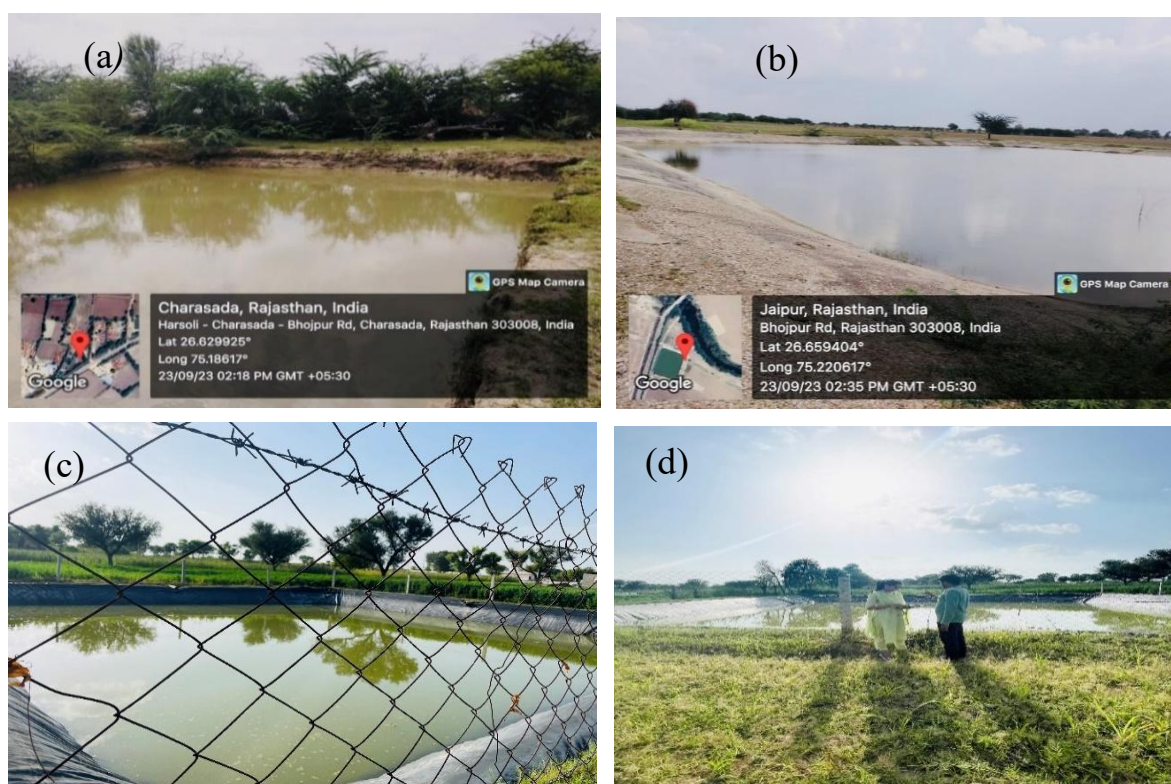 (a)
GPS Map Camera
Charasada, Rajasthan, India
Harsoli - Charasada - Bhojpur Rd, Charasada, Rajasthan 303008, India
Lat 26.629925°
Long 75.18617°
23/09/23 02:18 PM GMT +05:30
Google
(b)
GPS Map Camera
Jaipur, Rajasthan, India
Bhojpur Rd, Rajasthan 303008, India
Lat 26.659404°
Long 75.220617°
23/09/23 02:35 PM GMT +05:30
Google
(c)
(d)